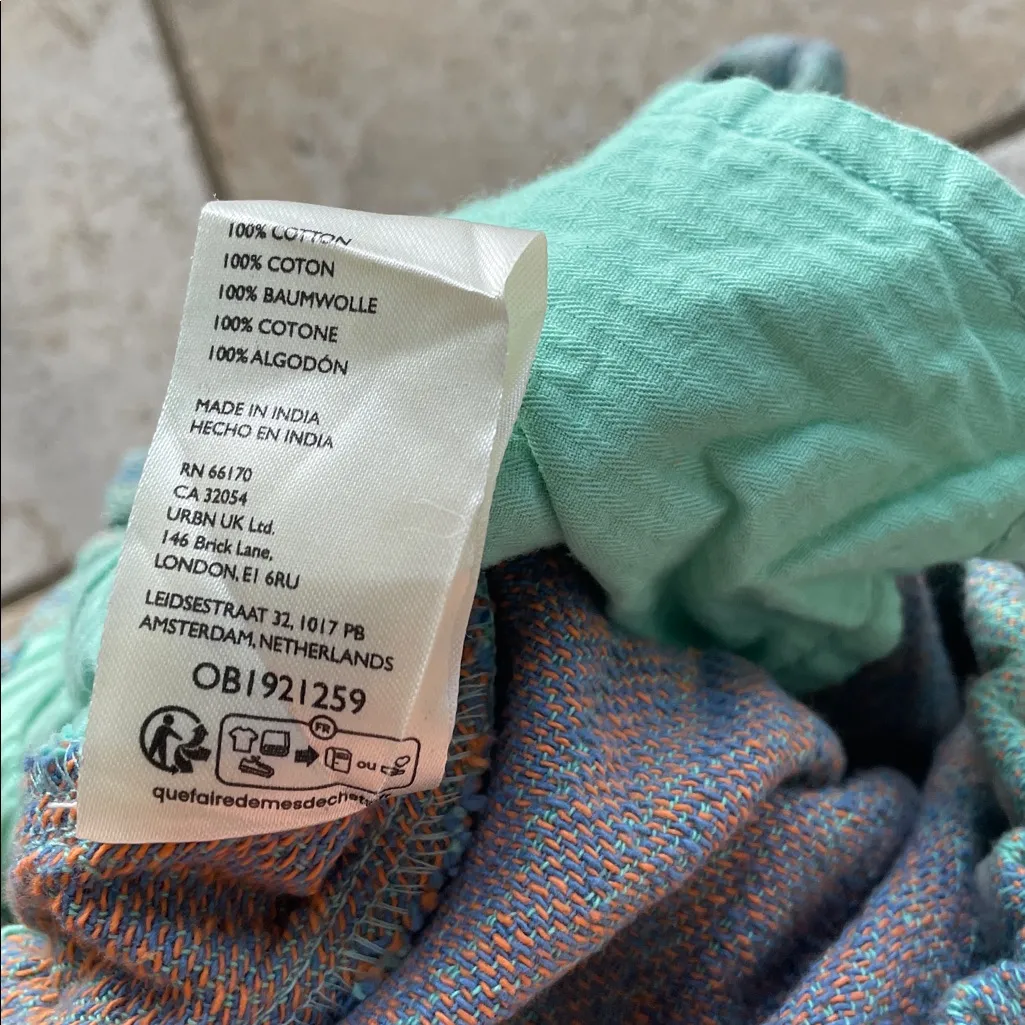 100% COTTON
100% COTON
100% BAUMWOLLE
100% COTONE
100% ALGODÓN
MADE IN INDIA
HECHO EN INDIA
RN 66170
CA 32054
URBN UK Ltd.
146 Brick Lane,
LONDON, E1 6RU
LEIDSESTRAAT 32, 1017 PB
AMSTERDAM, NETHERLANDS
OB1921259
FR
ou